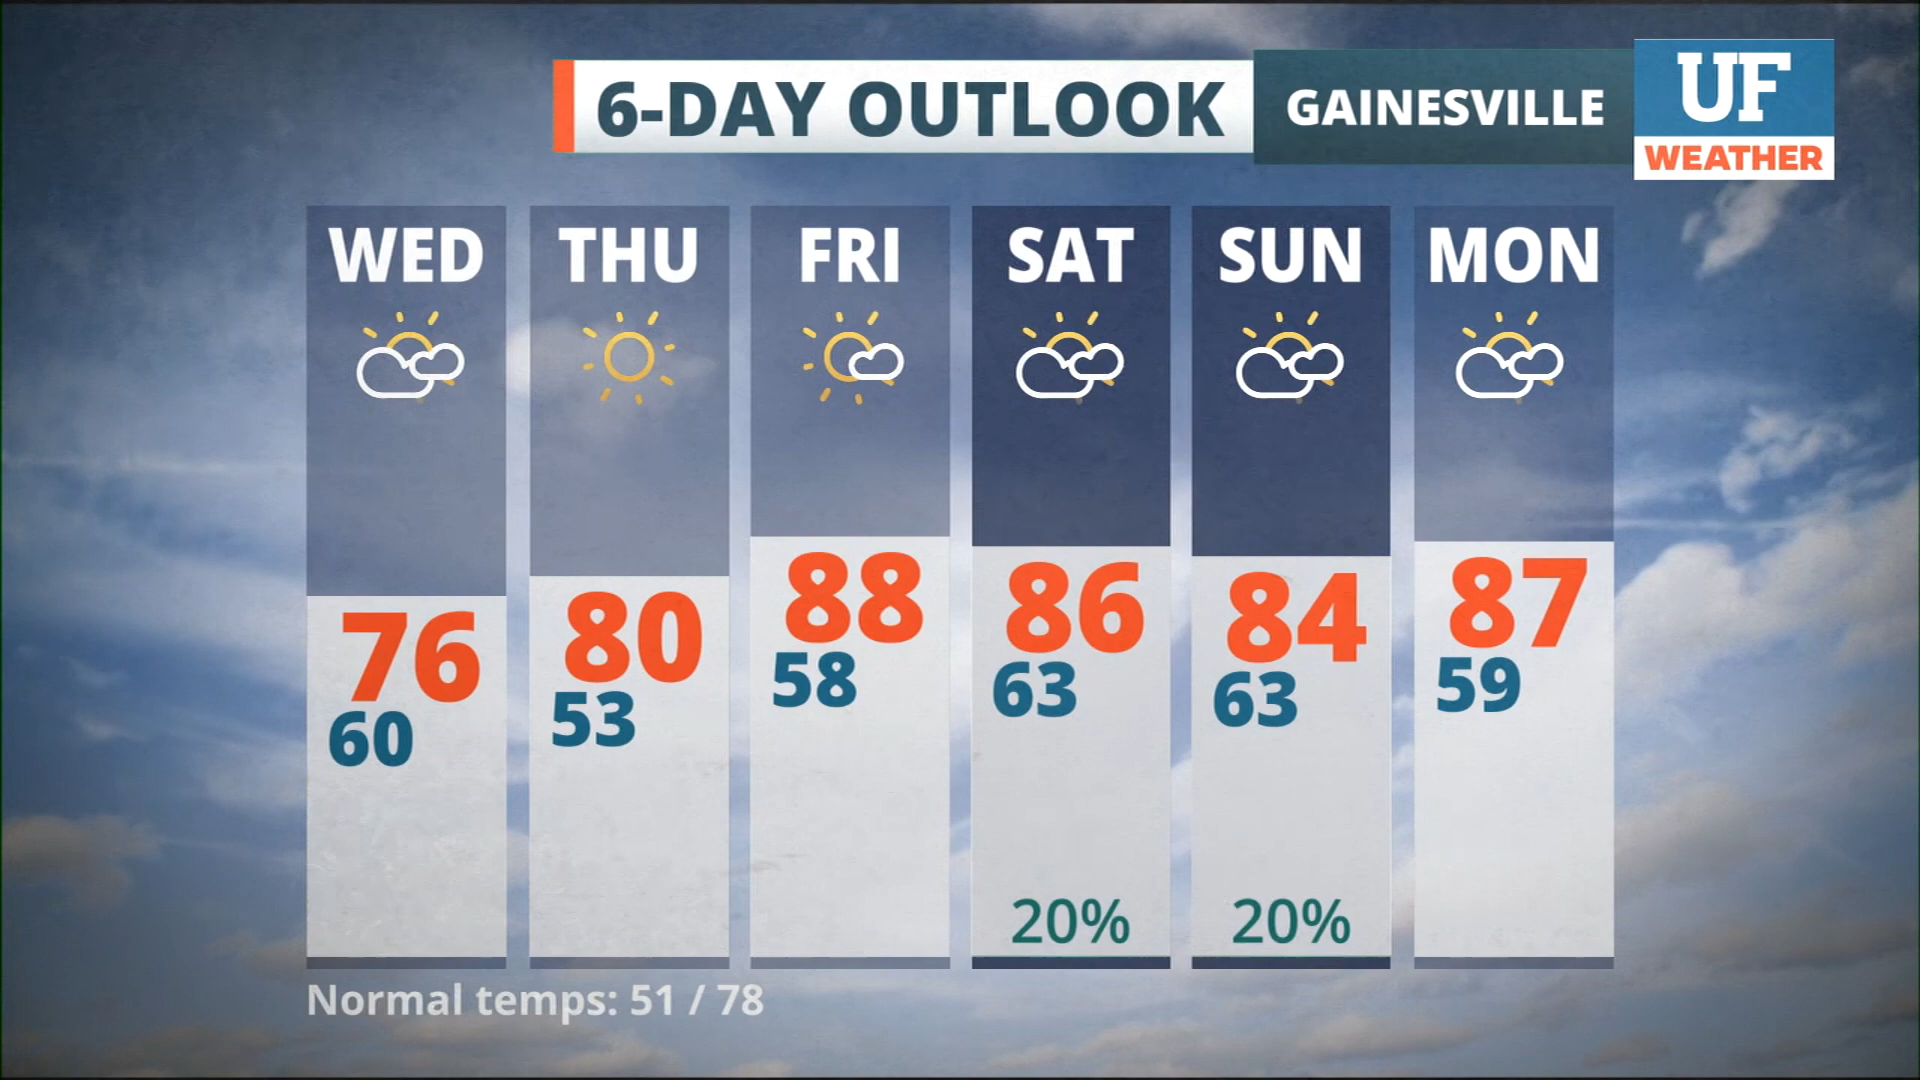 6-DAY OUTLOOK
GAINESVILLE
UF
WEATHER
WED
THU
FRI
SAT
SUN
MON
76
60
80
53
88
58
86
63
84
63
87
59
20%
20%
Normal temps: 51 / 78